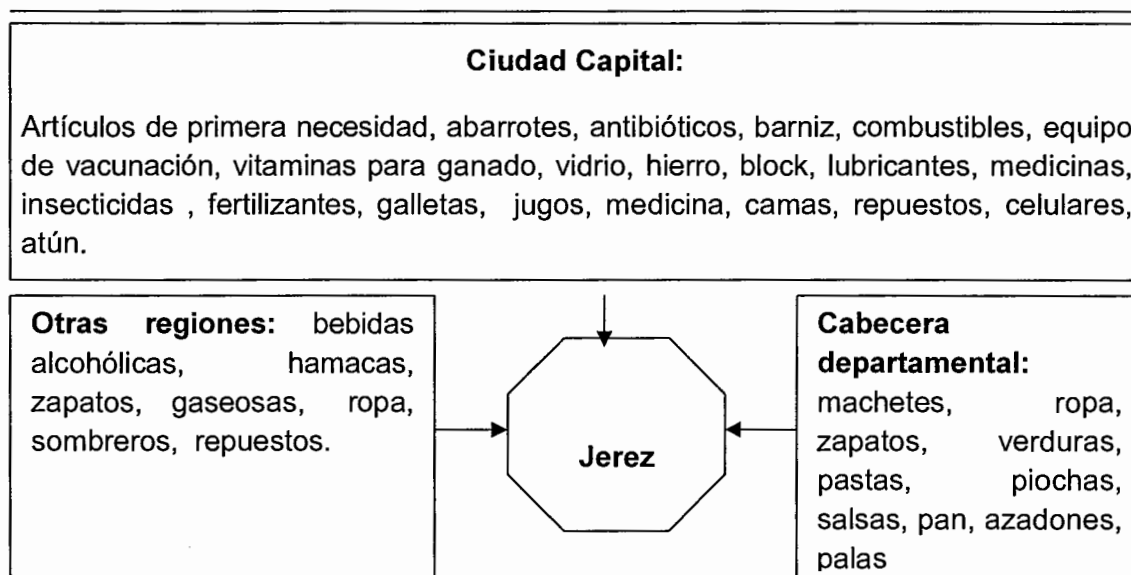 Ciudad Capital:
Artículos de primera necesidad, abarrotes, antibióticos, barniz, combustibles, equipo
de vacunación, vitaminas para ganado, vidrio, hierro, block, lubricantes, medicinas,
insecticidas , fertilizantes, galletas, jugos, medicina, camas, repuestos, celulares,
atún.
Otras regiones: bebidas
alcohólicas, hamacas,
zapatos, gaseosas, ropa,
sombreros, repuestos.
Jerez
Cabecera
departamental:
machetes, ropa,
zapatos, verduras,
pastas, piochas,
salsas, pan, azadones,
palas